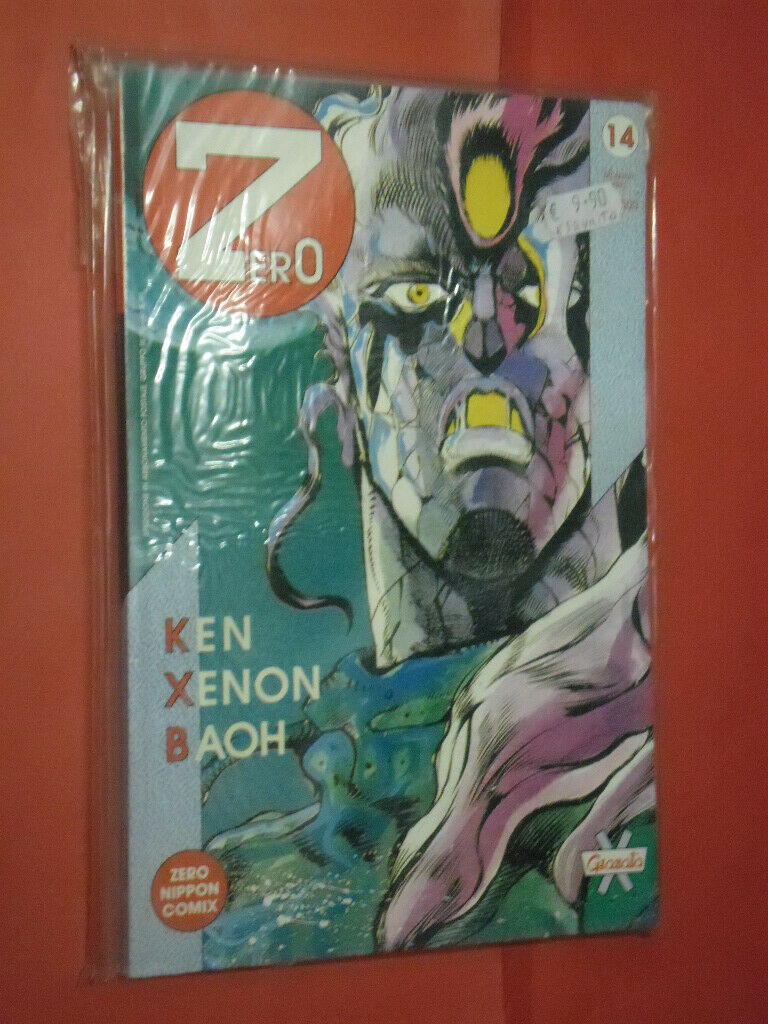 ZERO
14
€ 9.90
KEN
XENON
BAOH
ZERO
NIPPON
COMIX
Granata
X